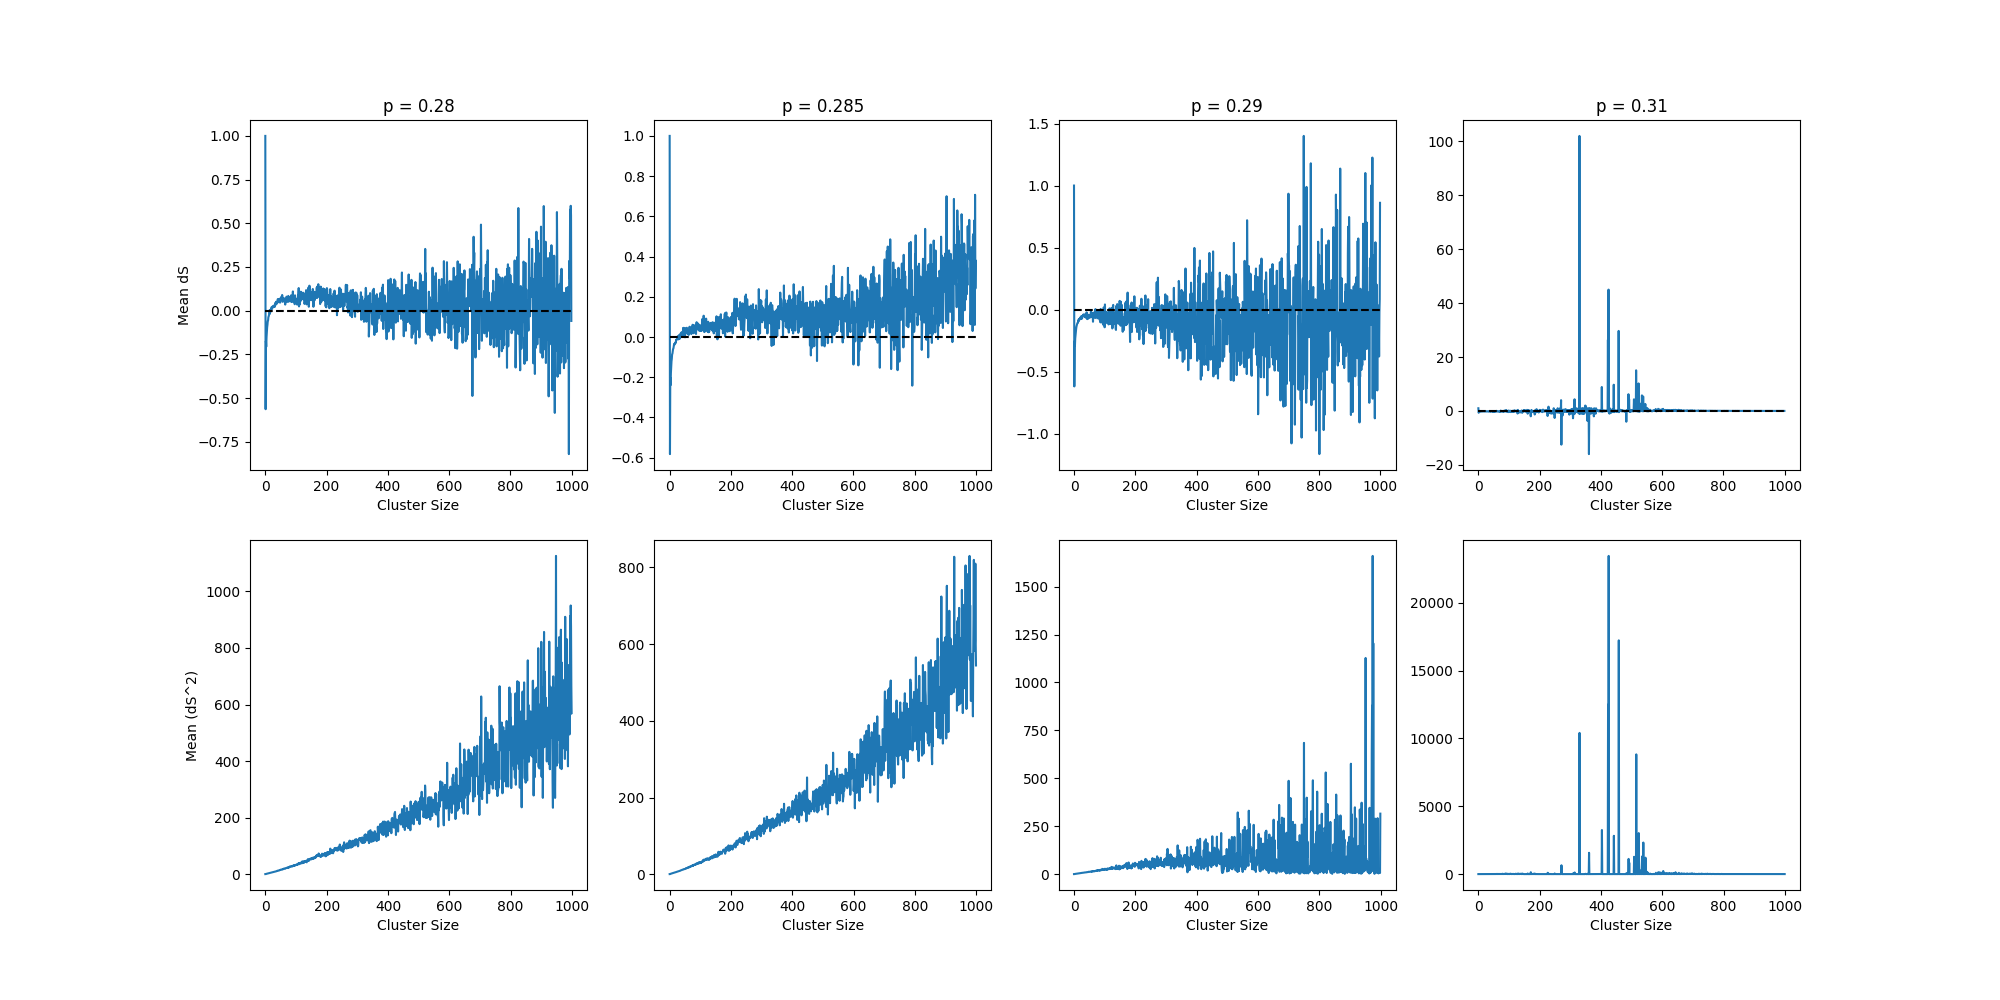 p = 0.28
p = 0.285
p = 0.29
p = 0.31
Mean dS
1.00
0.75
0.50
0.25
0.00
−0.25
−0.50
−0.75
0 200 400 600 800 1000
Cluster Size
1.0
0.8
0.6
0.4
0.2
0.0
−0.2
−0.4
−0.6
0 200 400 600 800 1000
Cluster Size
1.5
1.0
0.5
0.0
−0.5
−1.0
0 200 400 600 800 1000
Cluster Size
100
80
60
40
20
0
−20
0 200 400 600 800 1000
Cluster Size
Mean (dS^2)
1000
800
600
400
200
0
0 200 400 600 800 1000
Cluster Size
800
600
400
200
0
0 200 400 600 800 1000
Cluster Size
1500
1250
1000
750
500
250
0
0 200 400 600 800 1000
Cluster Size
20000
15000
10000
5000
0
0 200 400 600 800 1000
Cluster Size